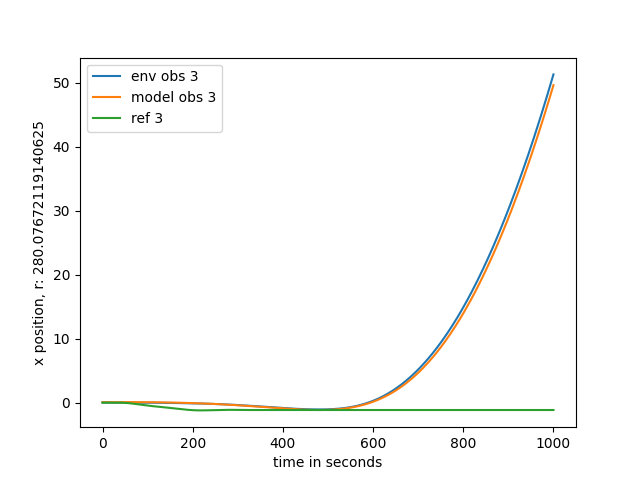 env obs 3
model obs 3
ref 3
50
40
30
20
10
0
x position, r: 280.07672119140625
0 200 400 600 800 1000
time in seconds